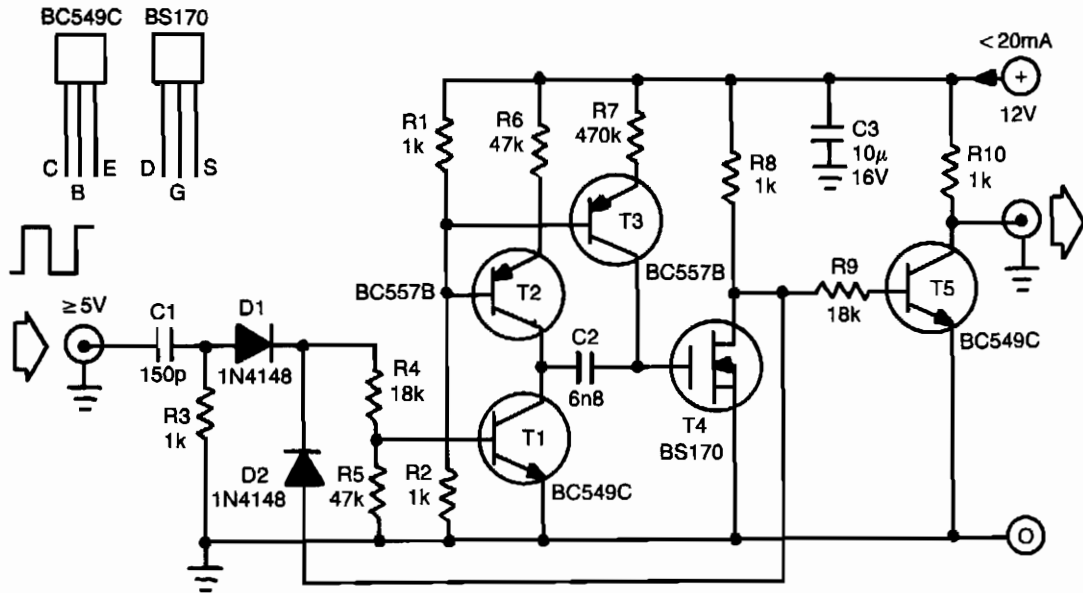 BC549C BS170
C B E D G S
≥5V
C1
150p
D1
1N4148
R3
1k
D2
1N4148
R4
18k
R5
47k
R1
1k
R2
1k
R6
47k
R7
470k
T3
BC557B
T2
BC557B
C2
6n8
T1
BC549C
T4
BS170
R8
1k
C3
10µ
16V
<20mA
+
12V
R10
1k
R9
18k
T5
BC549C
O